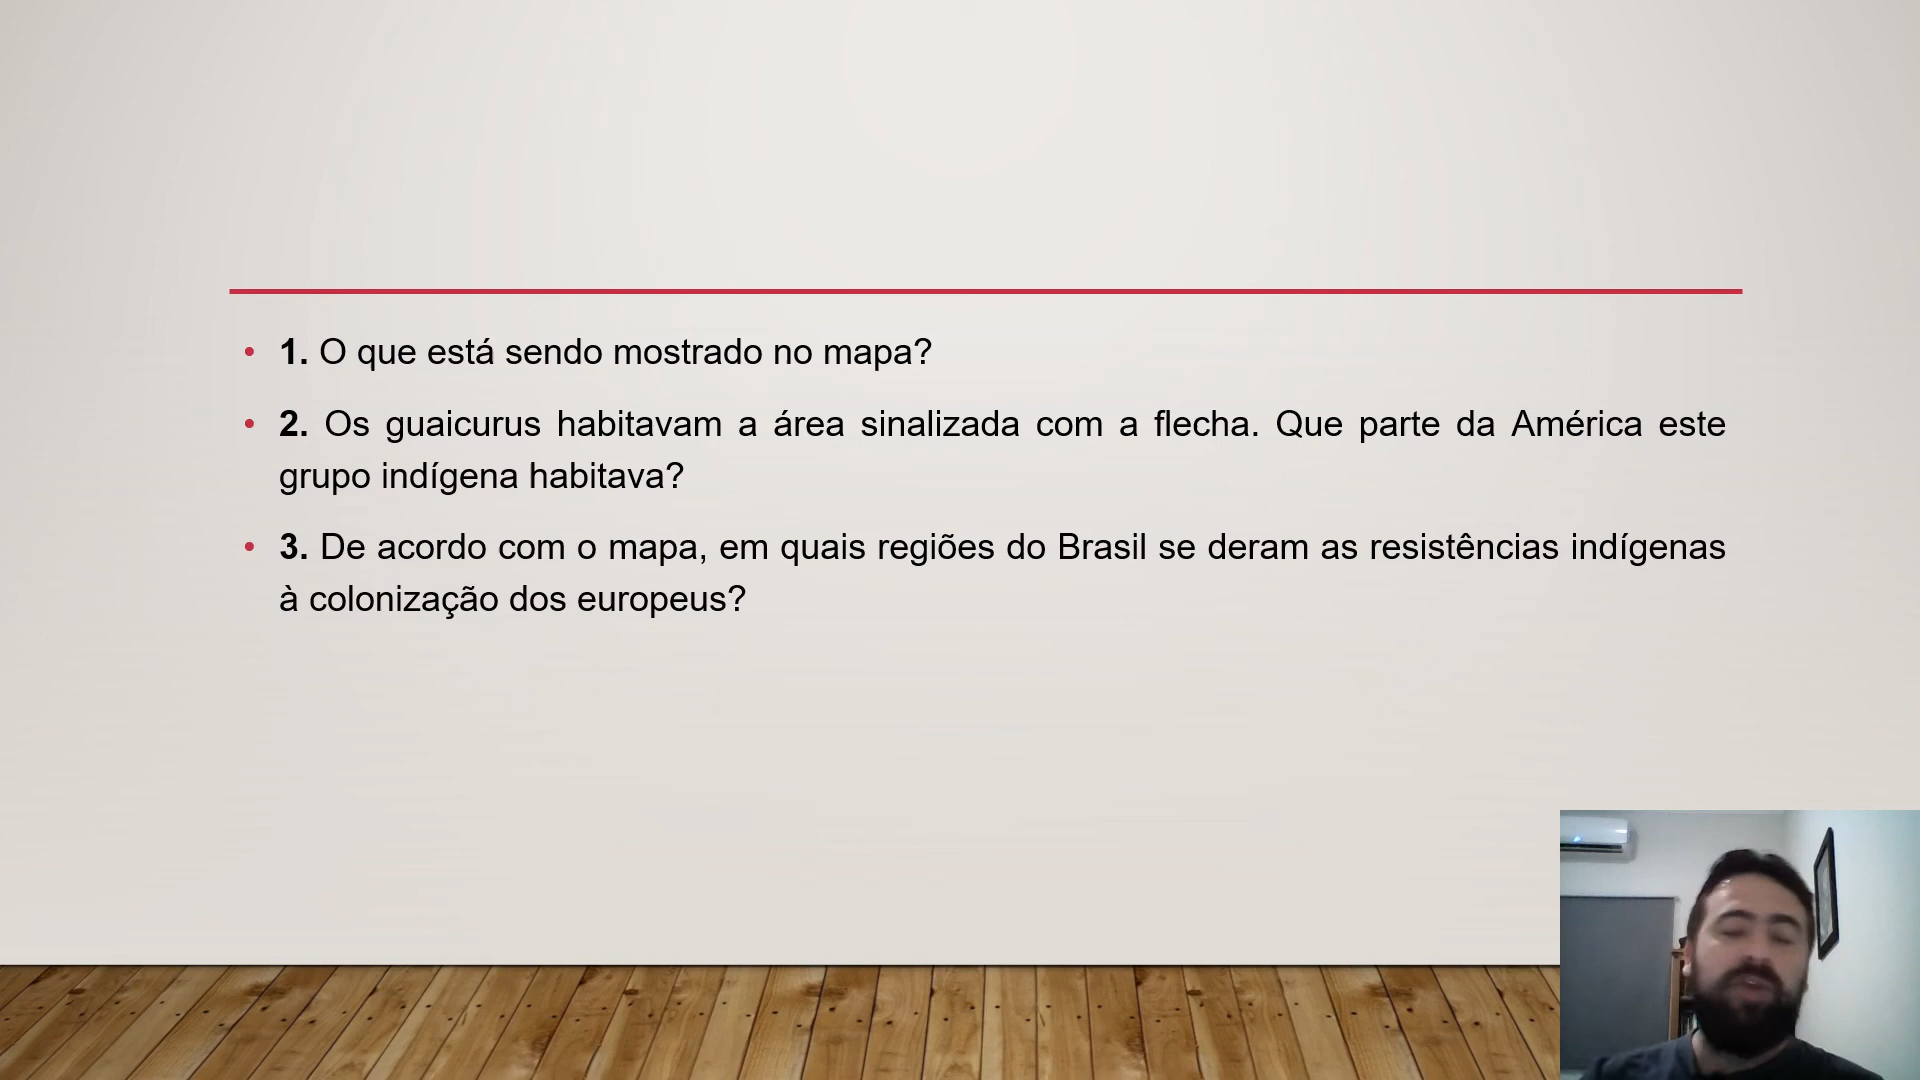 • 1. O que está sendo mostrado no mapa?
• 2. Os guaicurus habitavam a área sinalizada com a flecha. Que parte da América este
grupo indígena habitava?
• 3. De acordo com o mapa, em quais regiões do Brasil se deram as resistências indígenas
à colonização dos europeus?